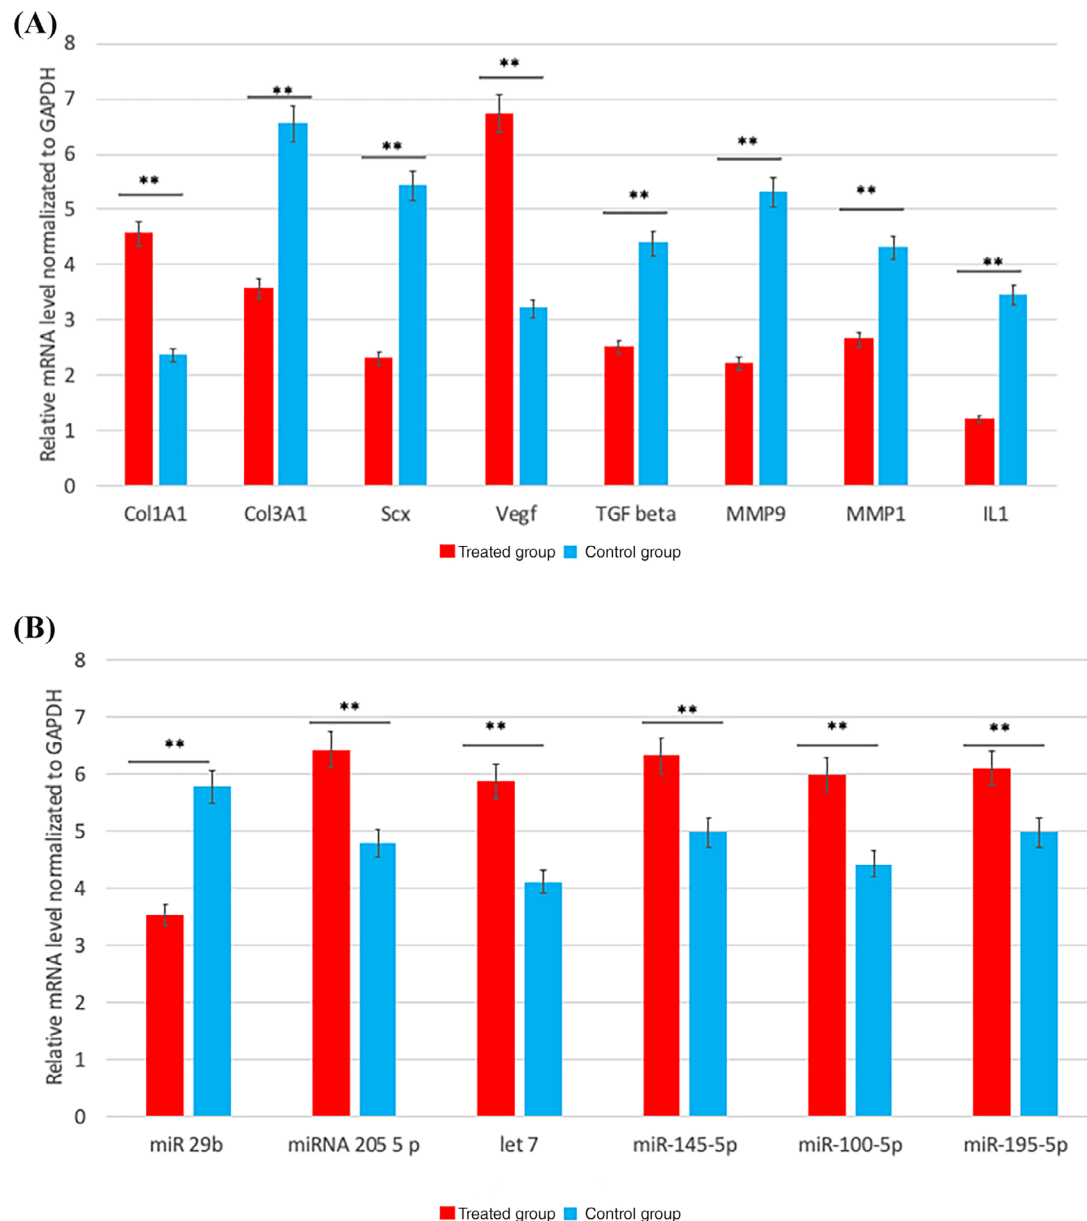 (A)
Relative mRNA level normalizated to GAPDH
8
7
6
5
4
3
2
1
0
** ** ** ** ** ** ** **
Col1A1 Col3A1 Scx Vegf TGF beta MMP9 MMP1 IL1
Treated group Control group
(B)
Relative mRNA level normalizated to GAPDH
8
7
6
5
4
3
2
1
0
** ** ** ** ** **
miR 29b miRNA 205 5 p let 7 miR-145-5p miR-100-5p miR-195-5p
Treated group Control group